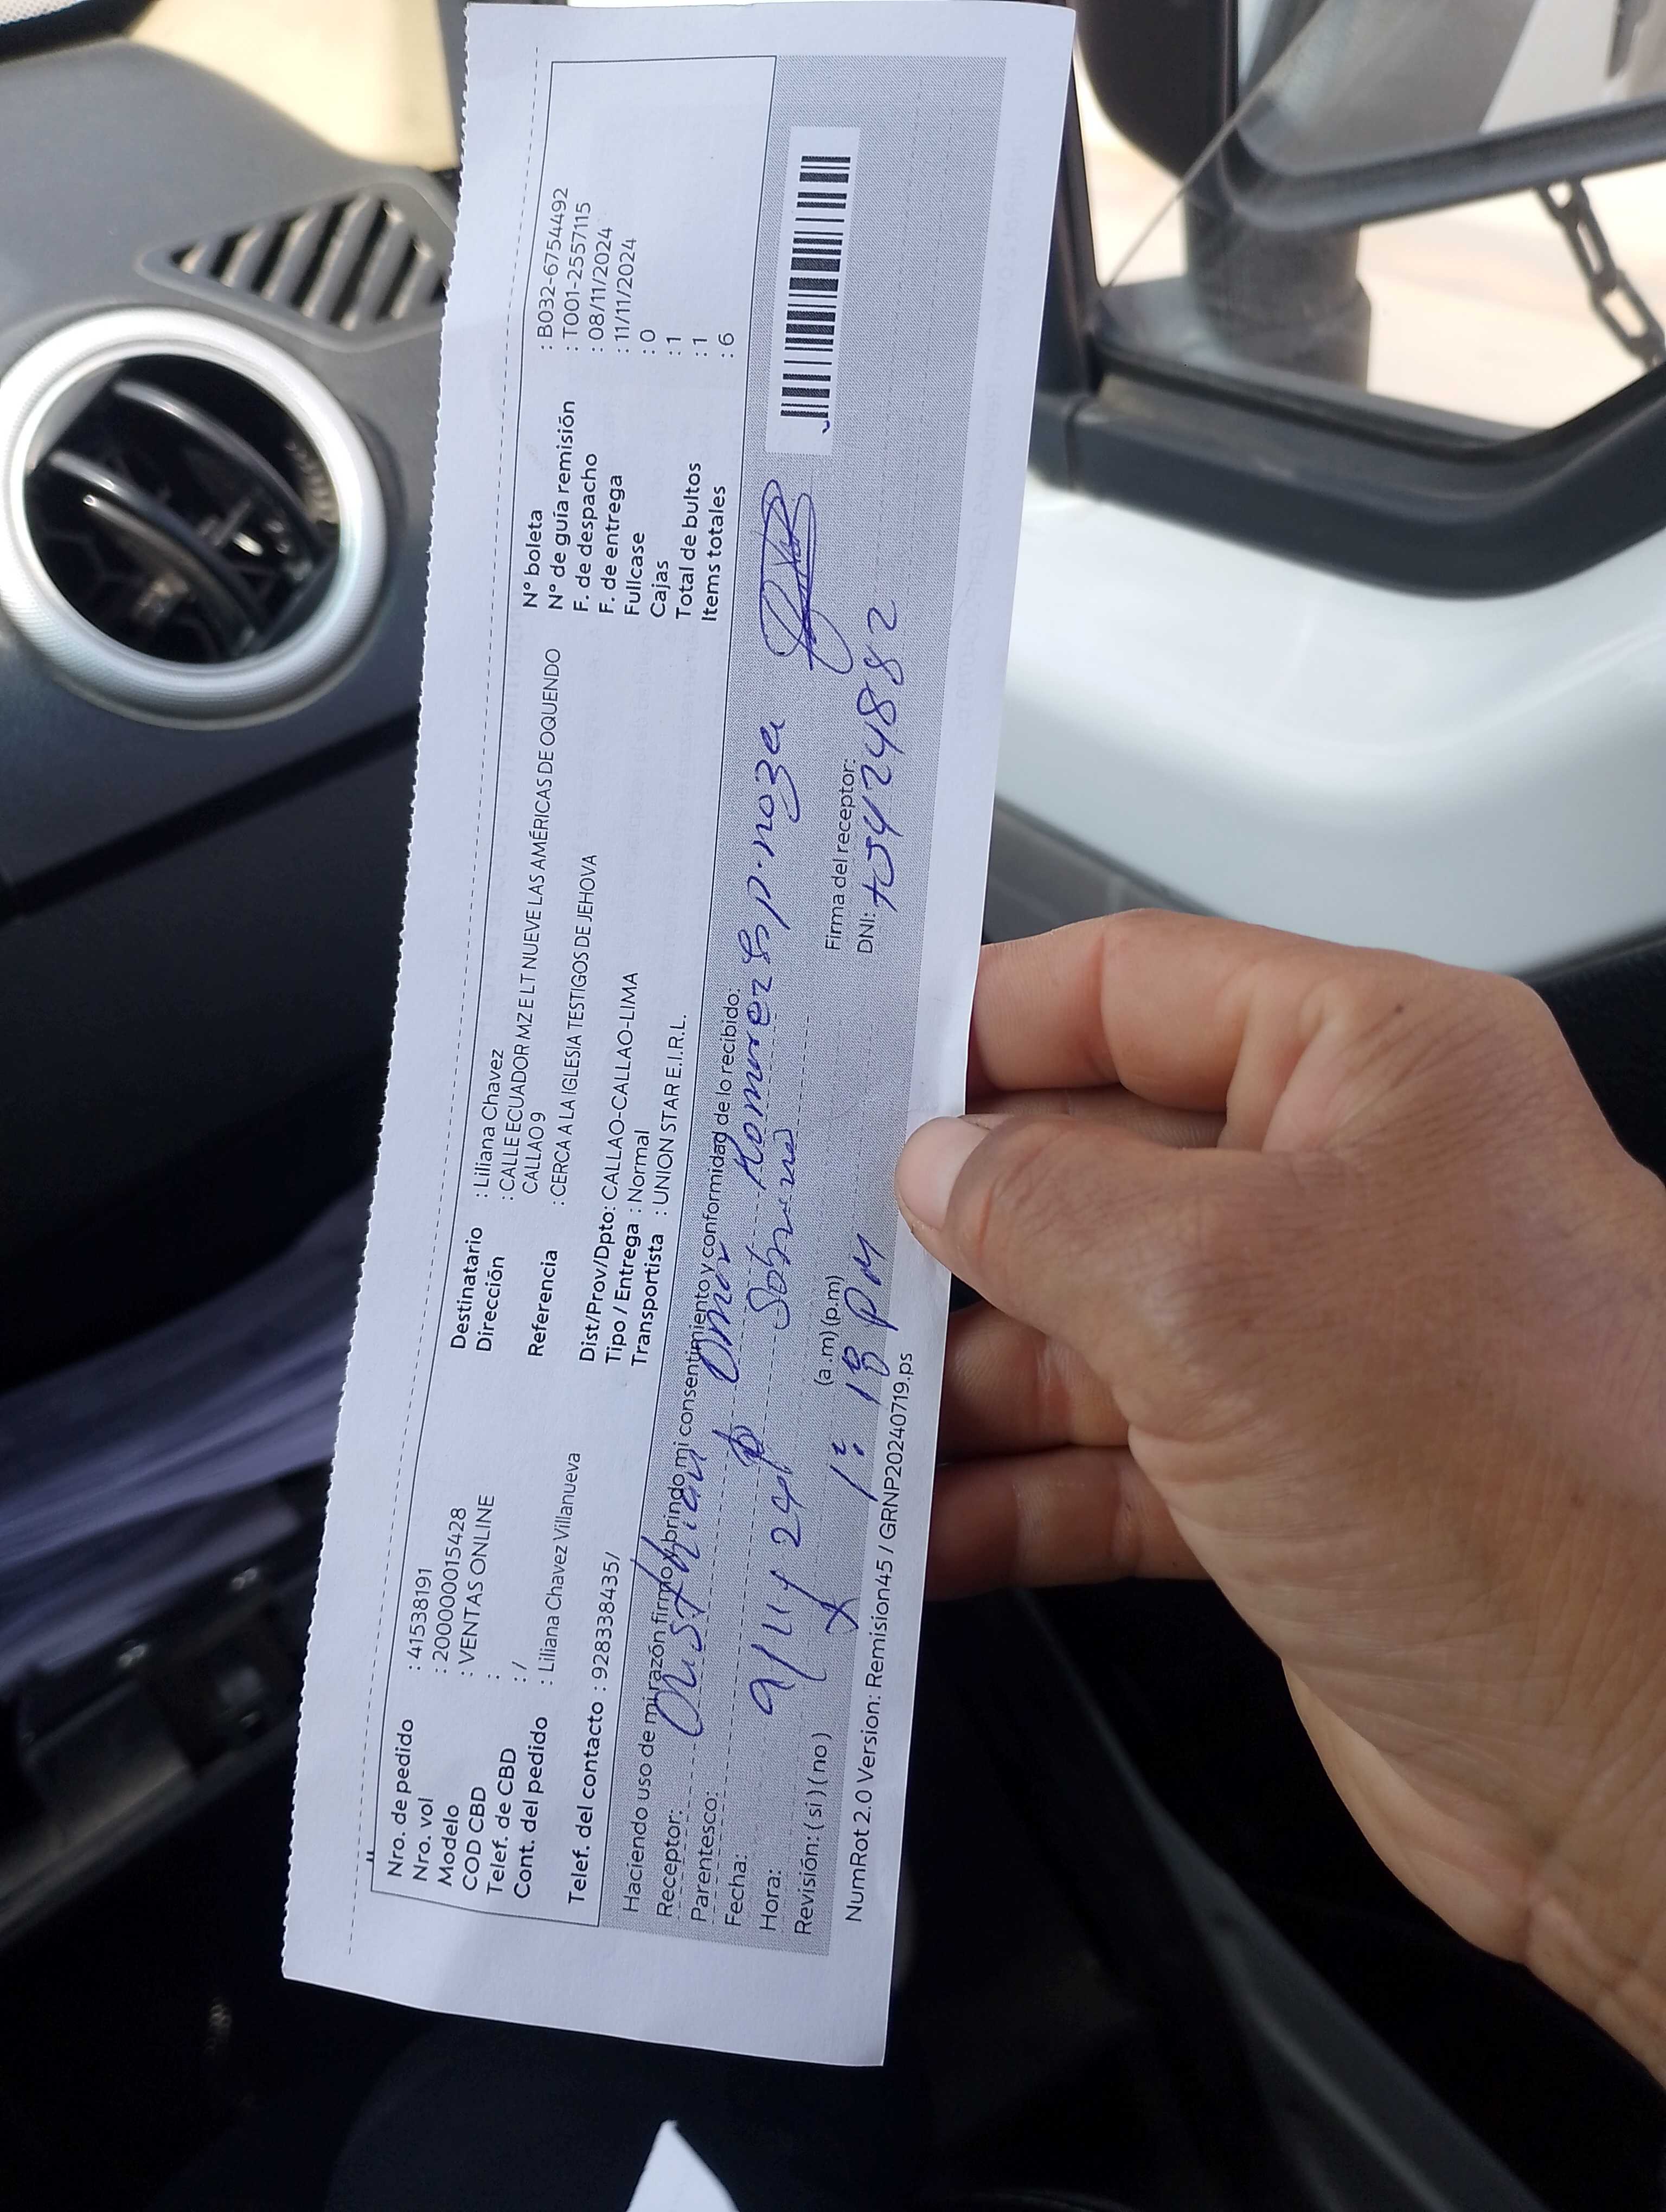 Nro. de pedido : 41538191
Nro. vol : 2000000015428
Modelo : VENTAS ONLINE
COD CBD :
Telef. de CBD : /
Cont. del pedido : Liliana Chavez Villanueva
Telef. del contacto : 928338435/
Destinatario : Liliana Chavez
Dirección : CALLE ECUADOR MZ E LT NUEVE LAS AMÉRICAS DE OQUENDO
CALLAO 9
Referencia : CERCA A LA IGLESIA TESTIGOS DE JEHOVA
Dist/Prov/Dpto: CALLAO-CALLAO-LIMA
Tipo / Entrega : Normal
Transportista : UNION STAR E.I.R.L.
N° boleta : B032-6754492
N° de guía remisión : T001-2557115
F. de despacho : 08/11/2024
F. de entrega : 11/11/2024
Fullcase : 0
Cajas : 1
Total de bultos : 1
Items totales : 6
Haciendo uso de mi razón firmo, brindo mi consentimiento y conformidad de lo recibido:
Receptor: Omar
Parentesco: Sobrino
Fecha: 9/11/24
Hora: 1:18 PM (a.m) (p.m)
Revisión: ( si ) ( no )
Firma del receptor:
DNI:
NumRot 2.0 Version: Remision45 / GRNP20240719.ps